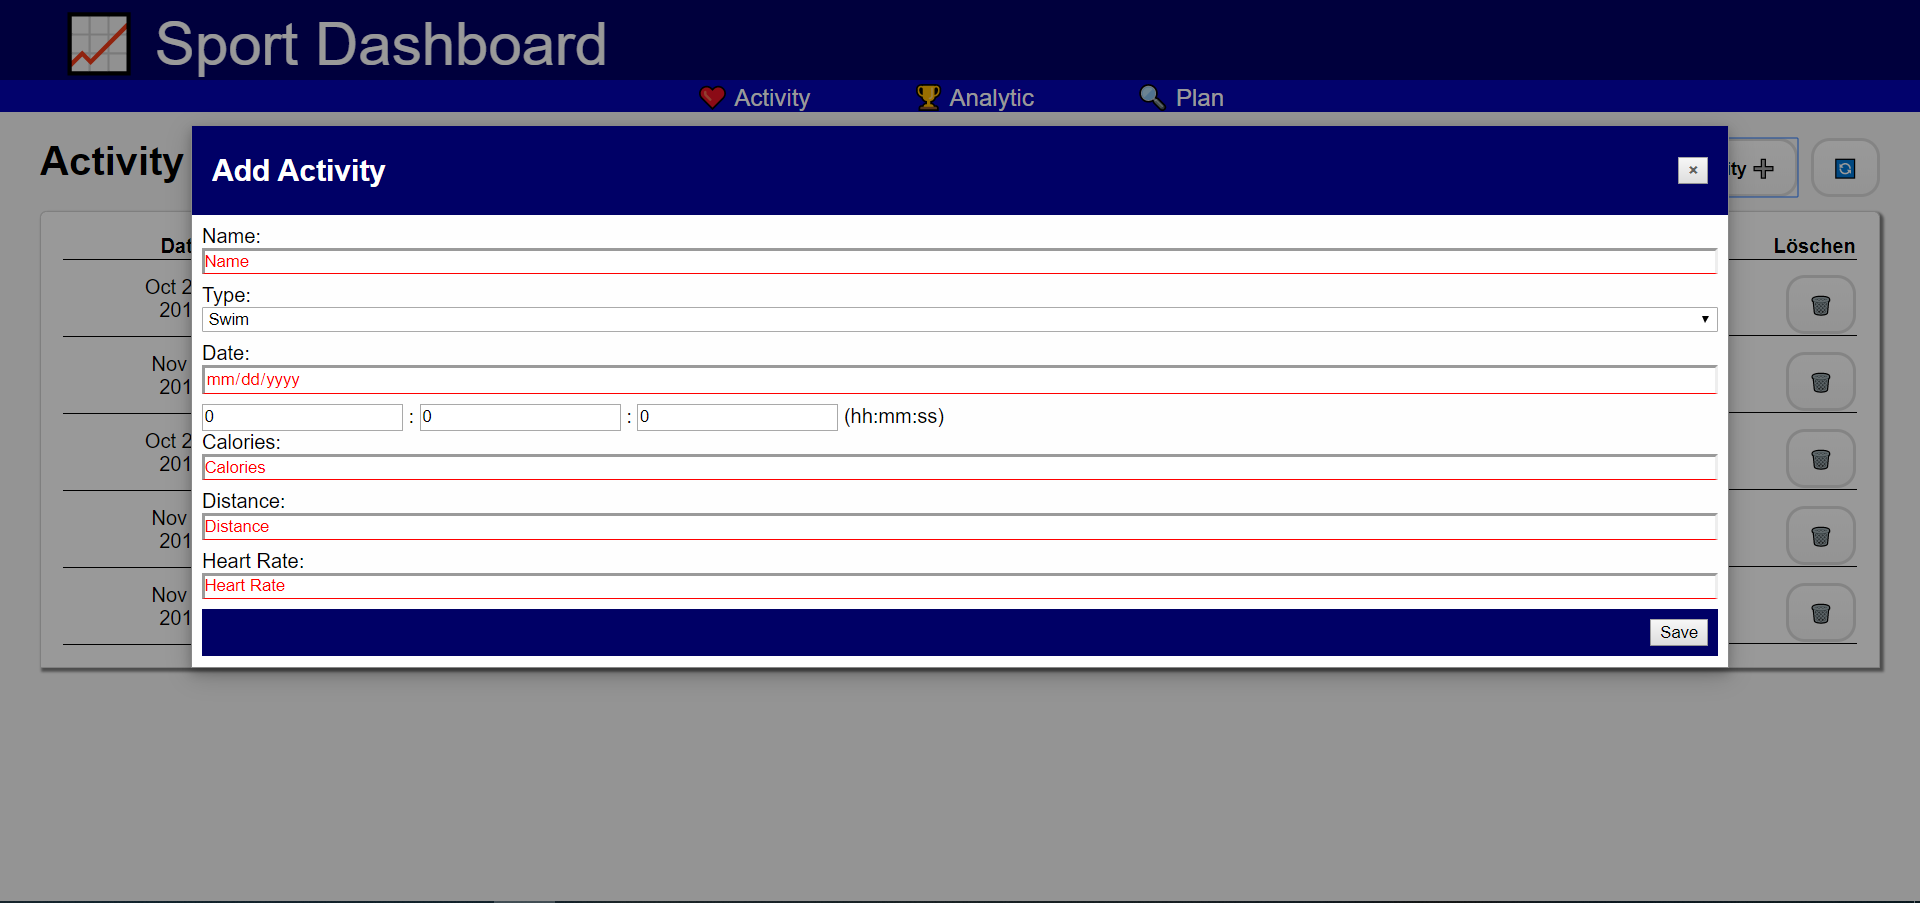 Sport Dashboard
Activity Analytic Plan
Activity
Add Activity
×
ity
Name:
Name
Type:
Swim
Date:
mm/dd/yyyy
0 : 0 : 0 (hh:mm:ss)
Calories:
Calories
Distance:
Distance
Heart Rate:
Heart Rate
Save
Dat
Löschen
Oct 2
201
Nov
201
Oct 2
201
Nov
201
Nov
201